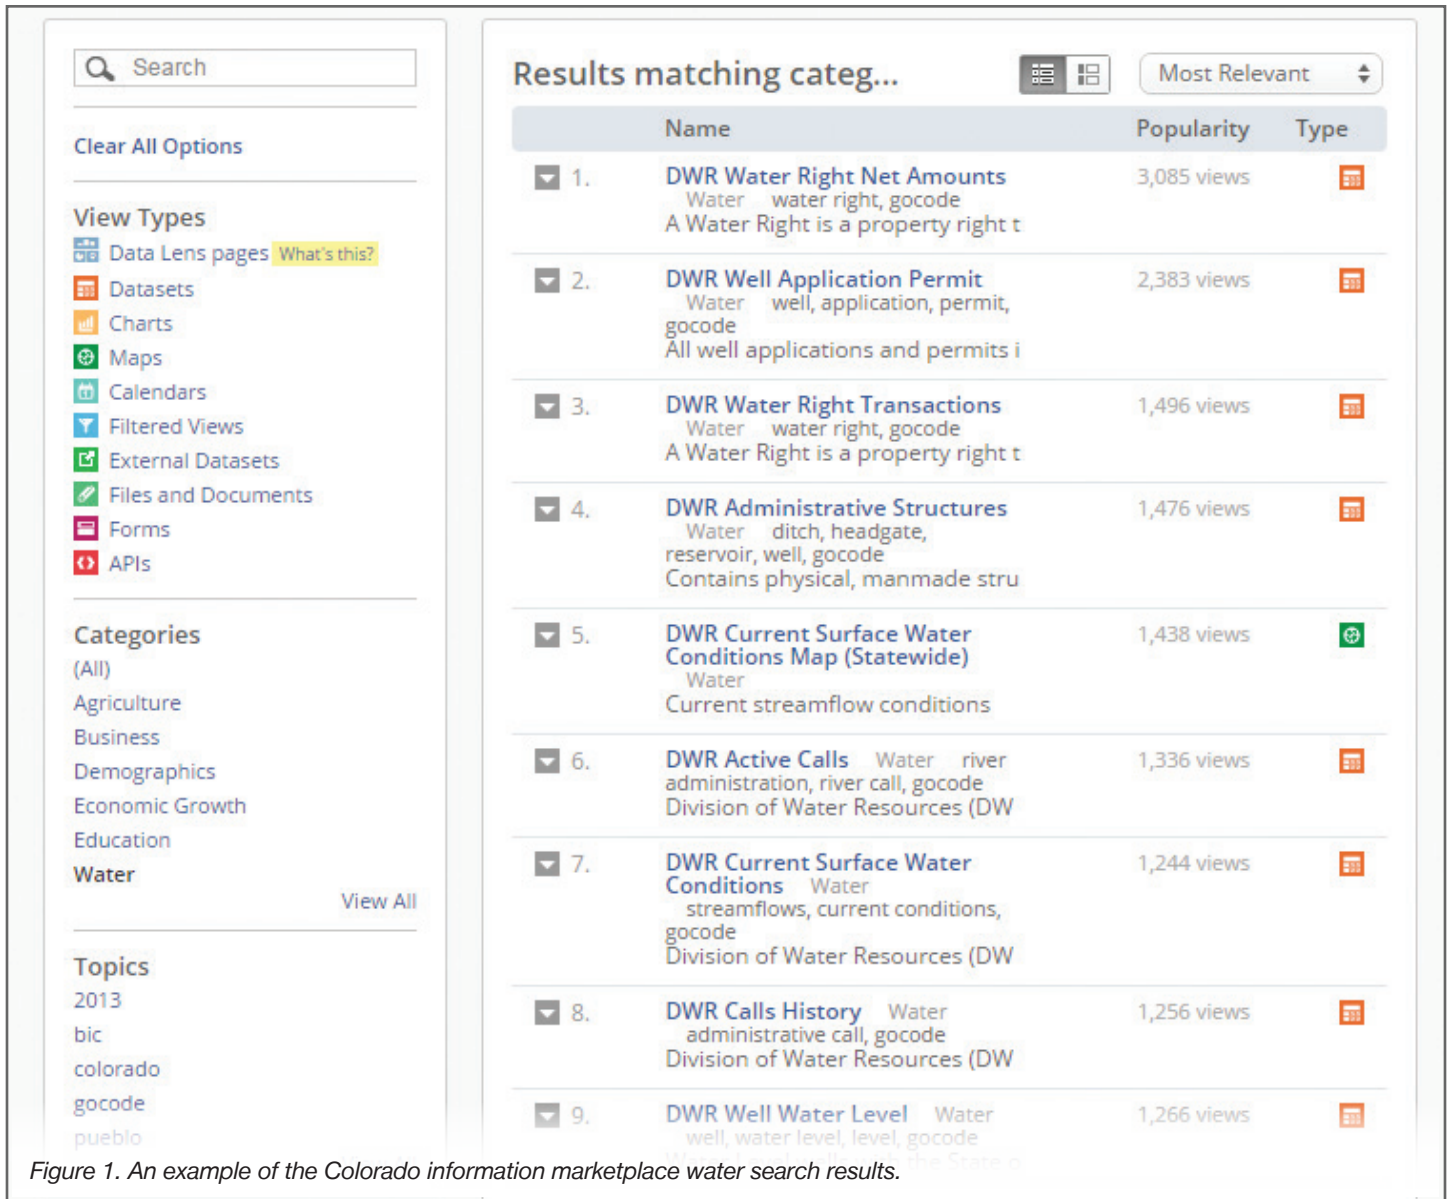 Search
Clear All Options
View Types
Data Lens pages What's this?
Datasets
Charts
Maps
Calendars
Filtered Views
External Datasets
Files and Documents
Forms
APIs
Categories
(All)
Agriculture
Business
Demographics
Economic Growth
Education
Water
View All
Topics
2013
bic
colorado
gocode
pueblo
Results matching categ...
Most Relevant
Name Popularity Type
1. DWR Water Right Net Amounts 3,085 views
Water water right, gocode
A Water Right is a property right t
2. DWR Well Application Permit 2,383 views
Water well, application, permit,
gocode
All well applications and permits i
3. DWR Water Right Transactions 1,496 views
Water water right, gocode
A Water Right is a property right t
4. DWR Administrative Structures 1,476 views
Water ditch, headgate,
reservoir, well, gocode
Contains physical, manmade stru
5. DWR Current Surface Water 1,438 views
Conditions Map (Statewide)
Water
Current streamflow conditions
6. DWR Active Calls Water river 1,336 views
administration, river call, gocode
Division of Water Resources (DW
7. DWR Current Surface Water 1,244 views
Conditions Water
streamflows, current conditions,
gocode
Division of Water Resources (DW
8. DWR Calls History Water 1,256 views
administrative call, gocode
Division of Water Resources (DW
9. DWR Well Water Level Water 1,266 views
well, water level, level, gocode
Figure 1. An example of the Colorado information marketplace water search results.